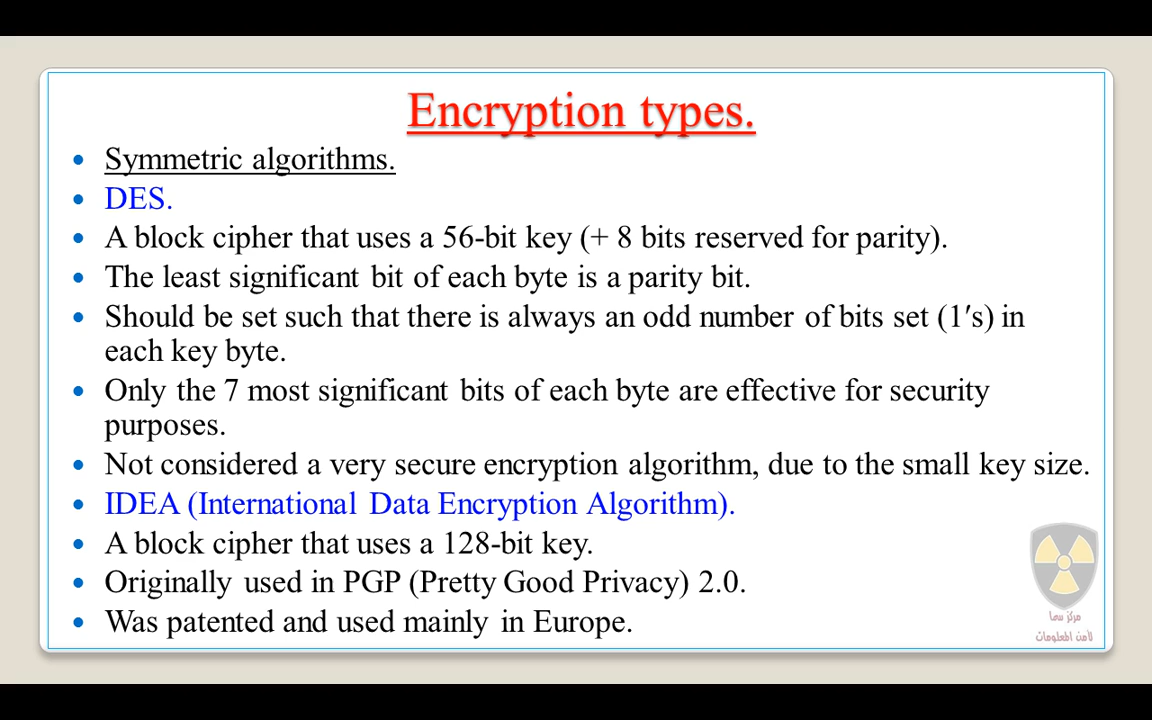 Encryption types.
• Symmetric algorithms.
• DES.
• A block cipher that uses a 56-bit key (+ 8 bits reserved for parity).
• The least significant bit of each byte is a parity bit.
• Should be set such that there is always an odd number of bits set (1′s) in
each key byte.
• Only the 7 most significant bits of each byte are effective for security
purposes.
• Not considered a very secure encryption algorithm, due to the small key size.
• IDEA (International Data Encryption Algorithm).
• A block cipher that uses a 128-bit key.
• Originally used in PGP (Pretty Good Privacy) 2.0.
• Was patented and used mainly in Europe.
مركز سما
لأمن المعلومات